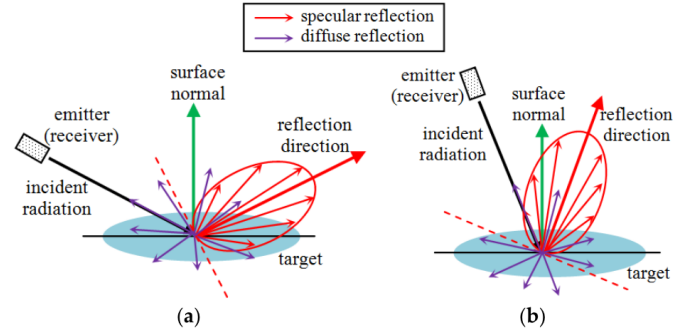 specular reflection
diffuse reflection
surface
normal
emitter
(receiver)
reflection
direction
incident
radiation
target
(a)
emitter
(receiver)
surface
normal
reflection
direction
incident
radiation
target
(b)